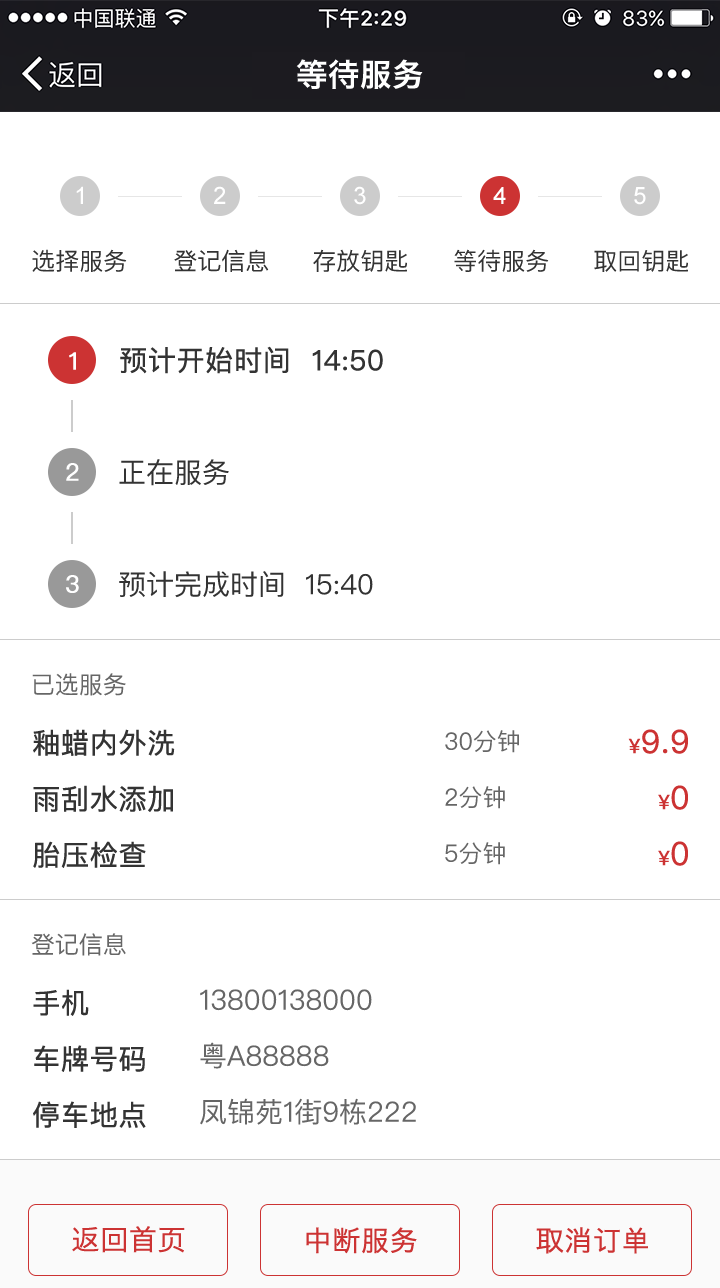 中国联通 下午2:29 83%
返回 等待服务
1 2 3 4 5
选择服务 登记信息 存放钥匙 等待服务 取回钥匙
1 预计开始时间 14:50
2 正在服务
3 预计完成时间 15:40
已选服务
釉蜡内外洗 30分钟 ¥9.9
雨刮水添加 2分钟 ¥0
胎压检查 5分钟 ¥0
登记信息
手机 13800138000
车牌号码 粤A88888
停车地点 凤锦苑1街9栋222
返回首页 中断服务 取消订单